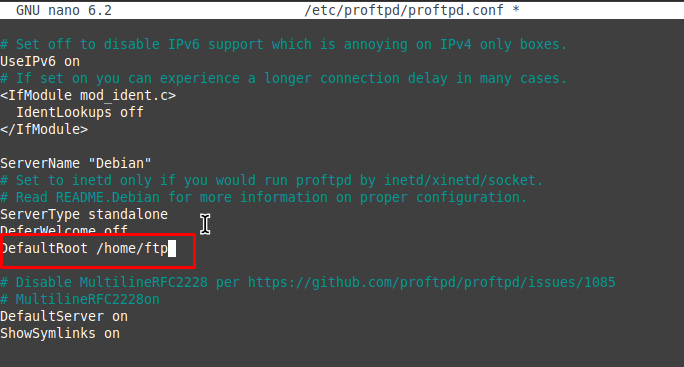 GNU nano 6.2 /etc/proftpd/proftpd.conf *
# Set off to disable IPv6 support which is annoying on IPv4 only boxes.
UseIPv6 on
# If set on you can experience a longer connection delay in many cases.
<IfModule mod_ident.c>
IdentLookups off
</IfModule>
ServerName "Debian"
# Set to inetd only if you would run proftpd by inetd/xinetd/socket.
# Read README.Debian for more information on proper configuration.
ServerType standalone
DeferWelcome off
DefaultRoot /home/ftp
# Disable MultilineRFC2228 per https://github.com/proftpd/proftpd/issues/1085
# MultilineRFC2228on
DefaultServer on
ShowSymlinks on